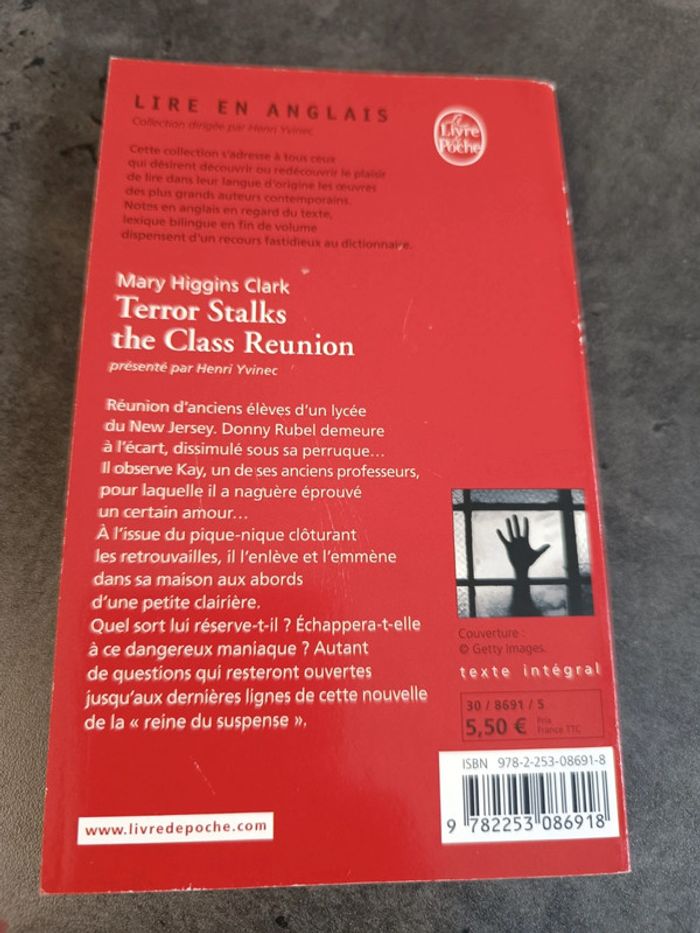 LIRE EN ANGLAIS
Collection dirigée par Henri Yvinec
Le
Livre
de
Poche
Cette collection s'adresse à tous ceux
qui désirent découvrir ou redécouvrir le plaisir
de lire dans leur langue d'origine les œuvres
des plus grands auteurs contemporains.
Notes en anglais en regard du texte,
lexique bilingue en fin de volume
dispensent d'un recours fastidieux au dictionnaire.
Mary Higgins Clark
Terror Stalks
the Class Reunion
présenté par Henri Yvinec
Réunion d'anciens élèves d'un lycée
du New Jersey. Donny Rubel demeure
à l'écart, dissimulé sous sa perruque...
Il observe Kay, un de ses anciens professeurs,
pour laquelle il a naguère éprouvé
un certain amour...
À l'issue du pique-nique clôturant
les retrouvailles, il l'enlève et l'emmène
dans sa maison aux abords
d'une petite clairière.
Quel sort lui réserve-t-il ? Échappera-t-elle
à ce dangereux maniaque ? Autant
de questions qui resteront ouvertes
jusqu'aux dernières lignes de cette nouvelle
de la « reine du suspense ».
Couverture :
© Getty Images.
texte intégral
30 / 8691 / 5
5,50 €
Prix
France TTC
ISBN 978-2-253-08691-8
9 782253 086918
www.livredepoche.com